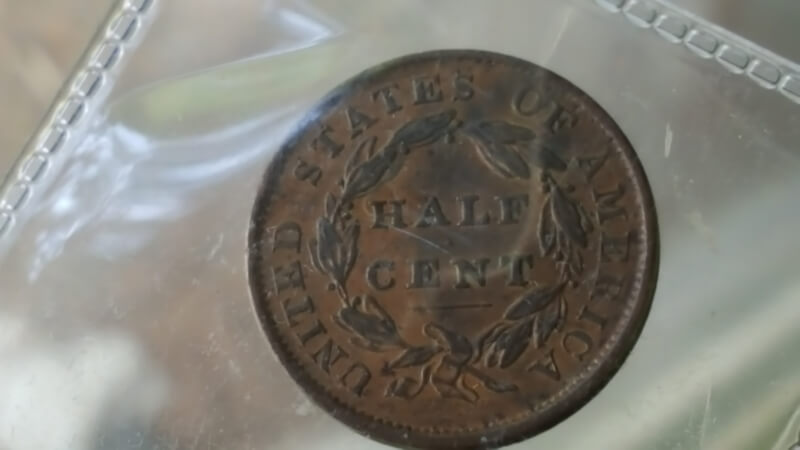 UNITED STATES OF AMERICA
HALF
CENT